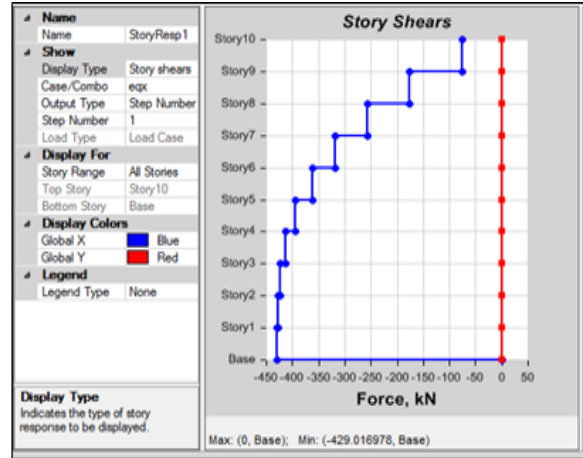 Name
Name StoryResp1
Show
Display Type Story shears
Case/Combo eqx
Output Type Step Number
Step Number 1
Load Type Load Case
Display For
Story Range All Stories
Top Story Story10
Bottom Story Base
Display Colors
Global X Blue
Global Y Red
Legend
Legend Type None
Display Type
Indicates the type of story
response to be displayed.
Story Shears
Story10
Story9
Story8
Story7
Story6
Story5
Story4
Story3
Story2
Story1
Base
-450 -400 -350 -300 -250 -200 -150 -100 -50 0 50
Force, kN
Max: (0, Base); Min: (-429.016978, Base)